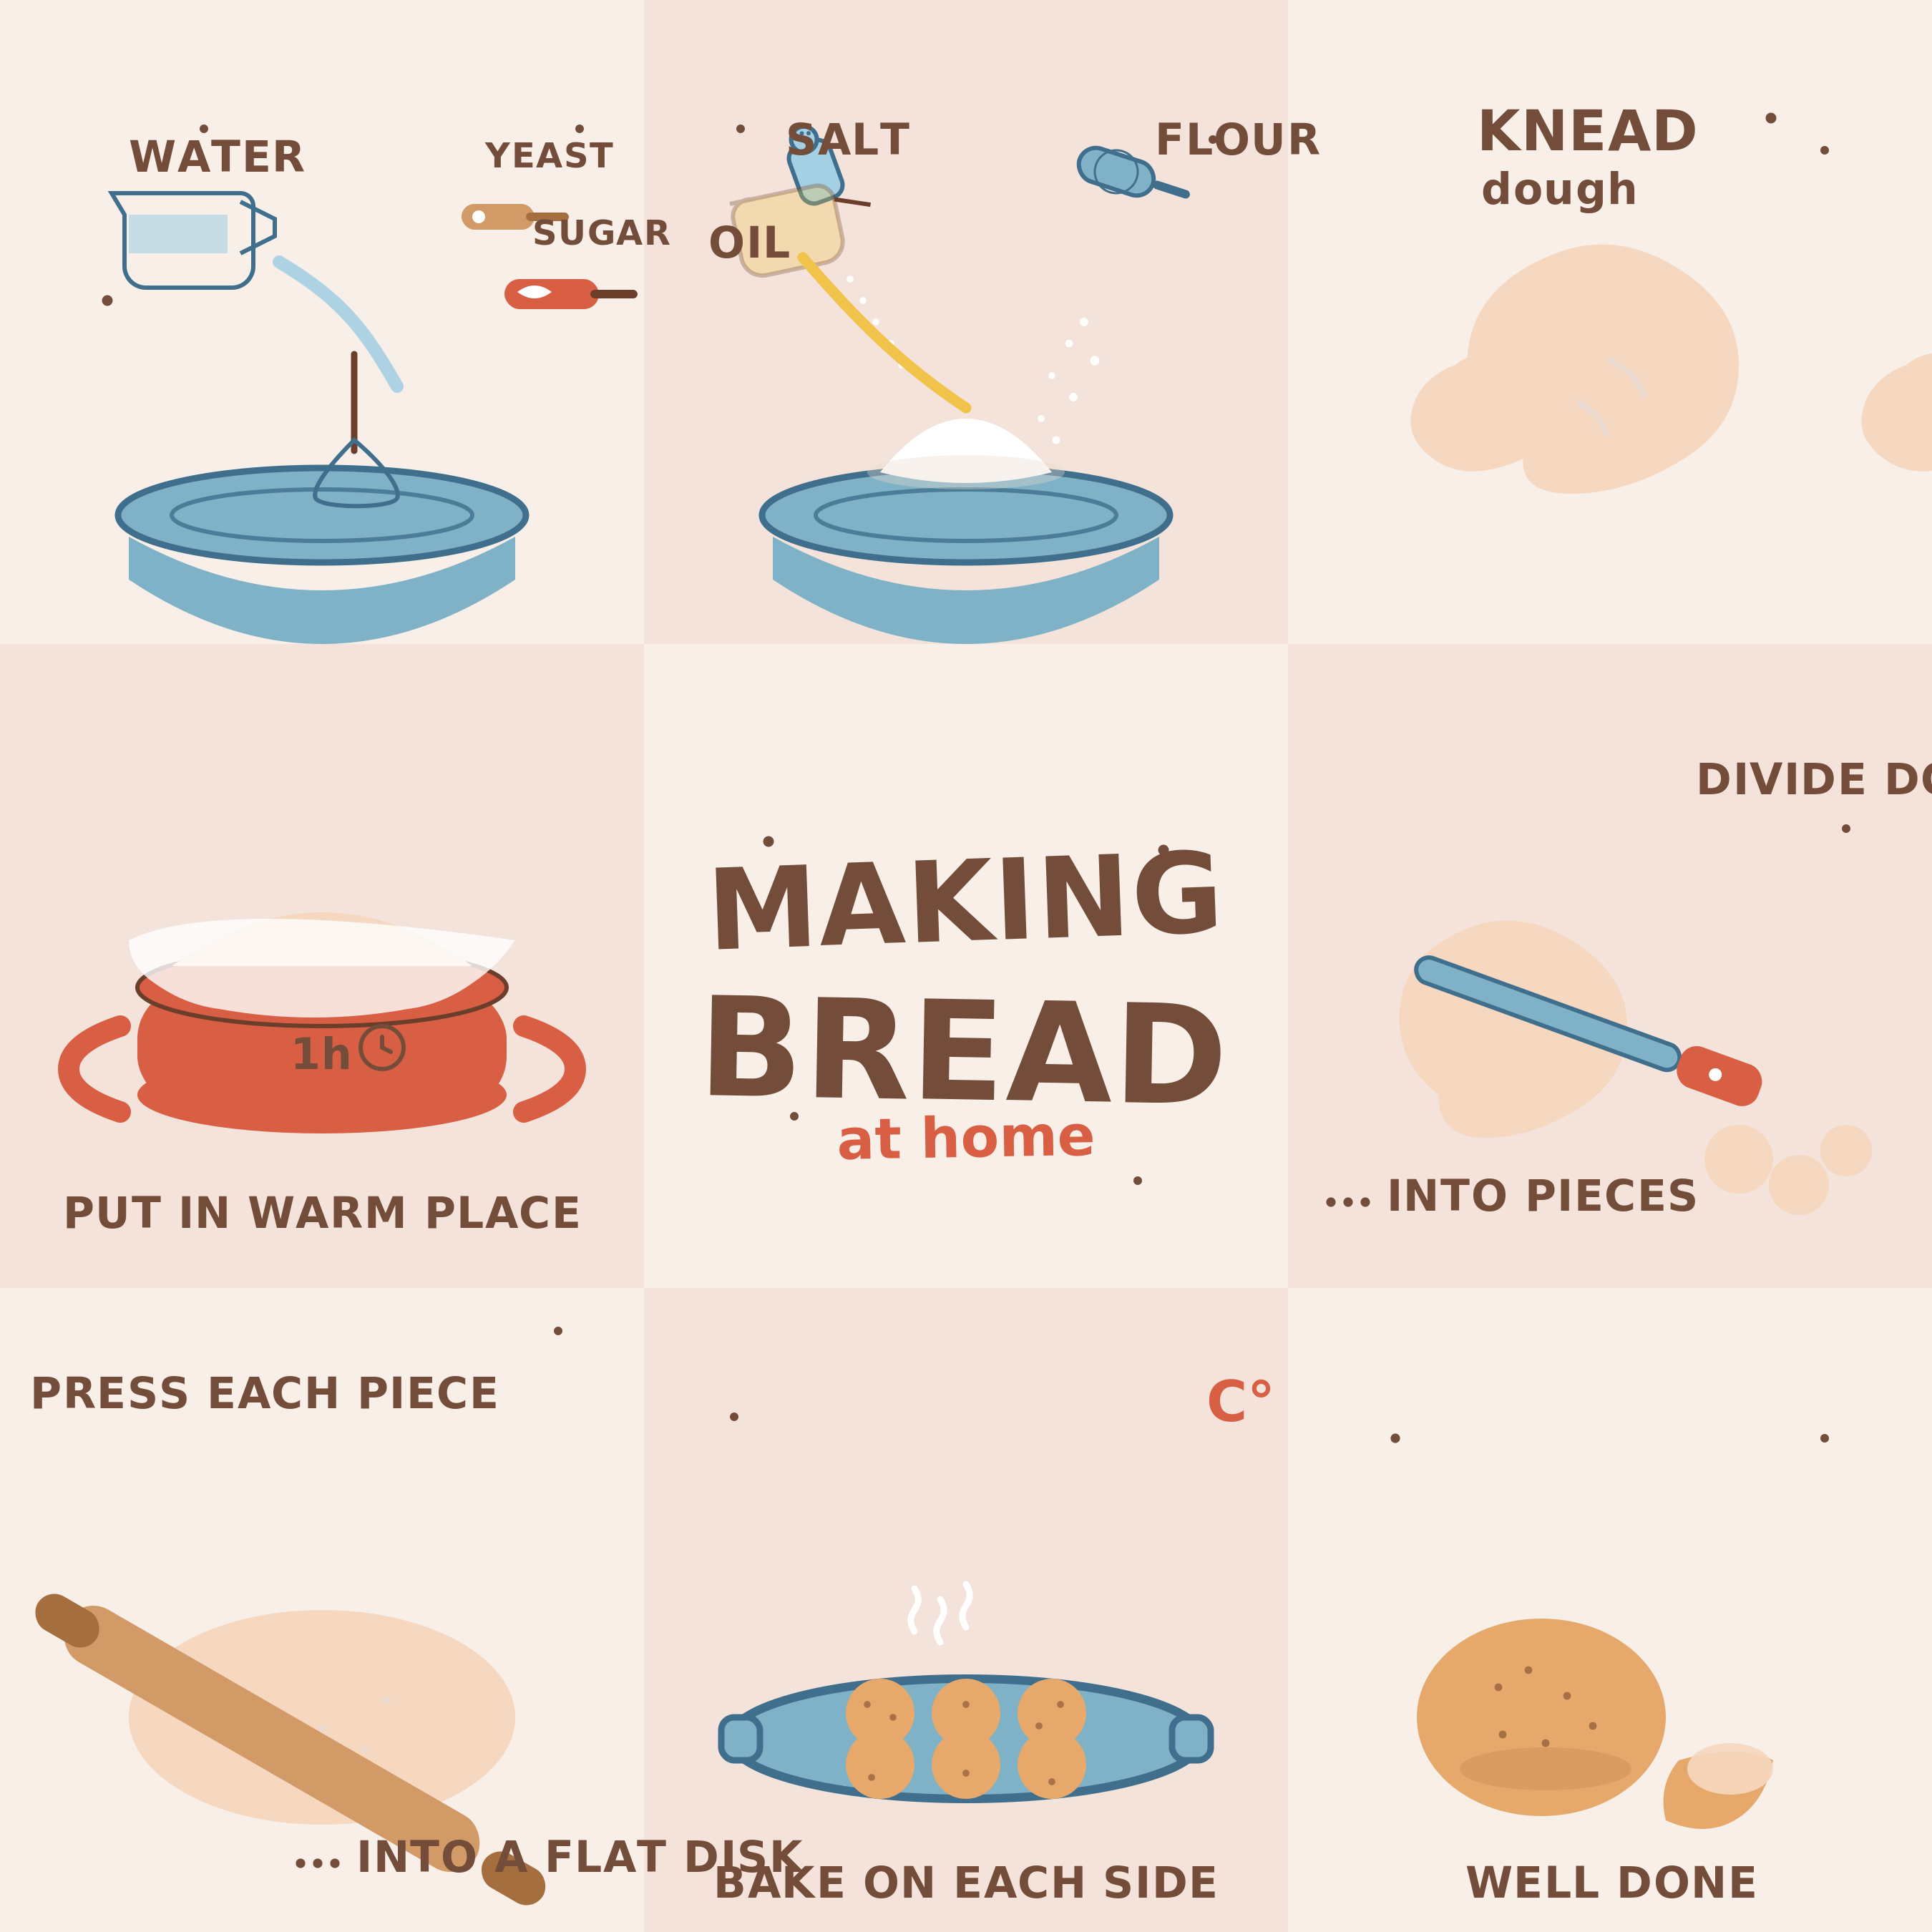 WATER
YEAST
SUGAR
SALT
OIL
FLOUR
KNEAD
dough
1h
PUT IN WARM PLACE
MAKING
BREAD
at home
DIVIDE
••• INTO PIECES
PRESS EACH PIECE
••• INTO A FLAT DISK
C°
BAKE ON EACH SIDE
WELL DONE